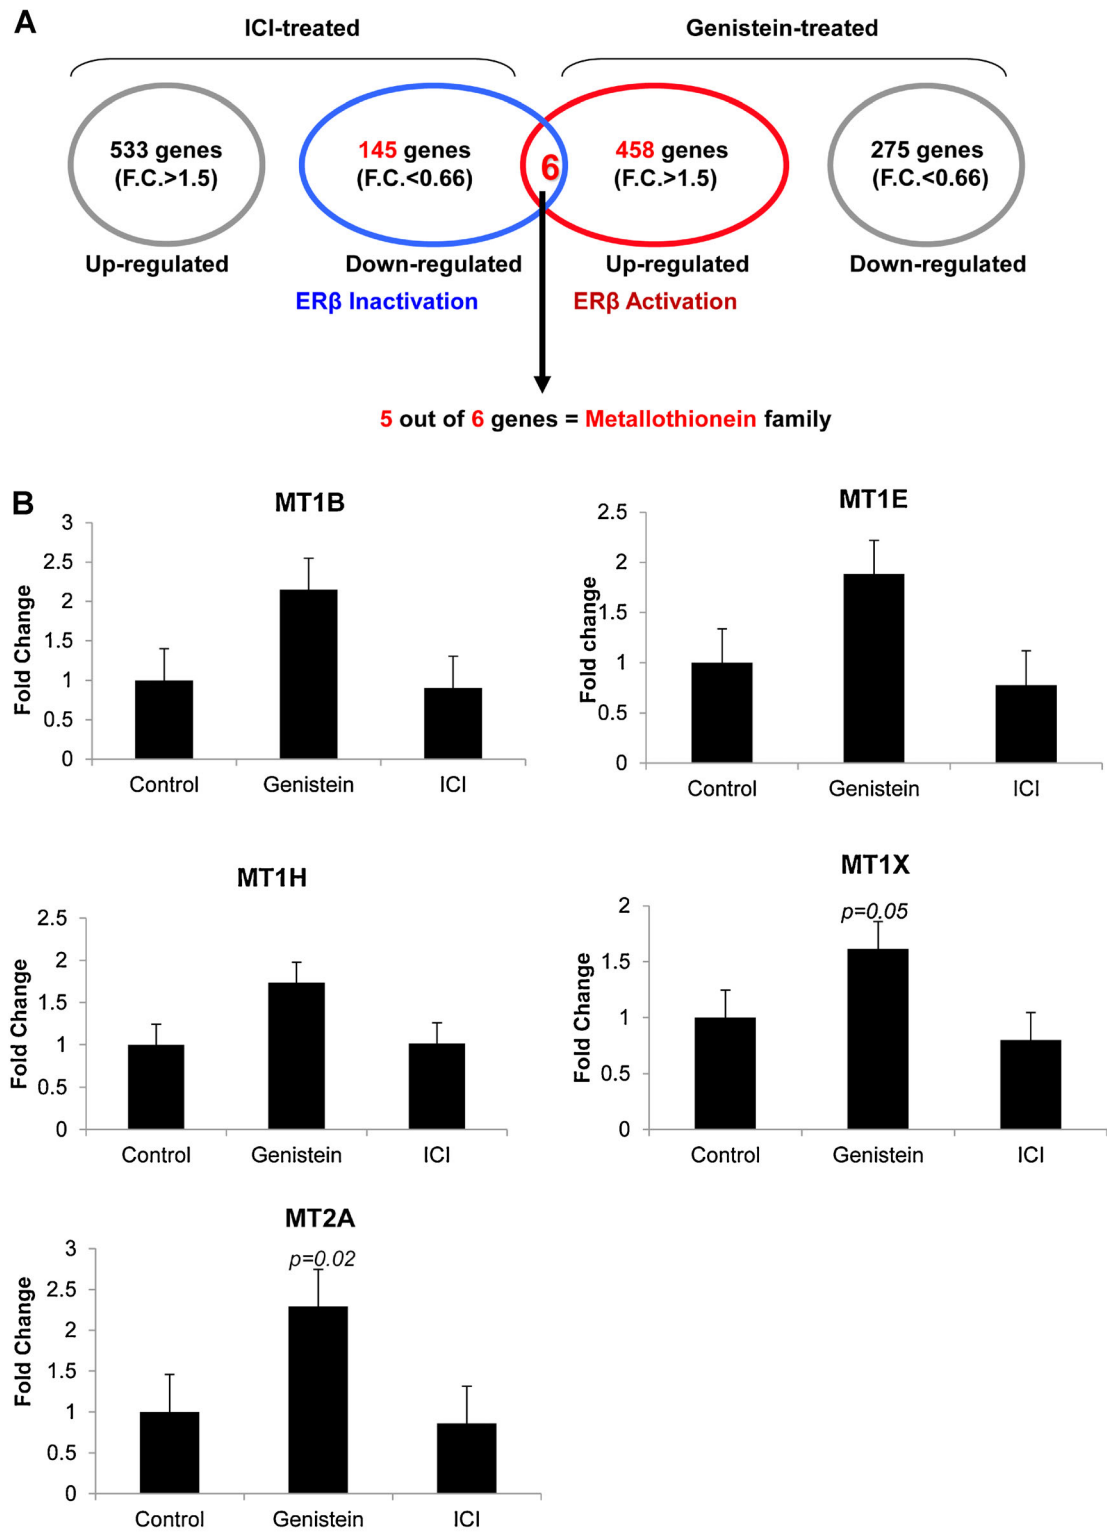 A
ICI-treated
Genistein-treated
533 genes
(F.C.>1.5)
145 genes
(F.C.<0.66)
6
458 genes
(F.C.>1.5)
275 genes
(F.C.<0.66)
Up-regulated
Down-regulated
Up-regulated
Down-regulated
ERβ Inactivation
ERβ Activation
5 out of 6 genes = Metallothionein family
B
MT1B
Fold Change
3
2.5
2
1.5
1
0.5
0
Control
Genistein
ICI
MT1E
Fold change
2.5
2
1.5
1
0.5
0
Control
Genistein
ICI
MT1H
Fold Change
2.5
2
1.5
1
0.5
0
Control
Genistein
ICI
MT1X
p=0.05
Fold Change
2
1.5
1
0.5
0
Control
Genistein
ICI
MT2A
p=0.02
Fold Change
3
2.5
2
1.5
1
0.5
0
Control
Genistein
ICI